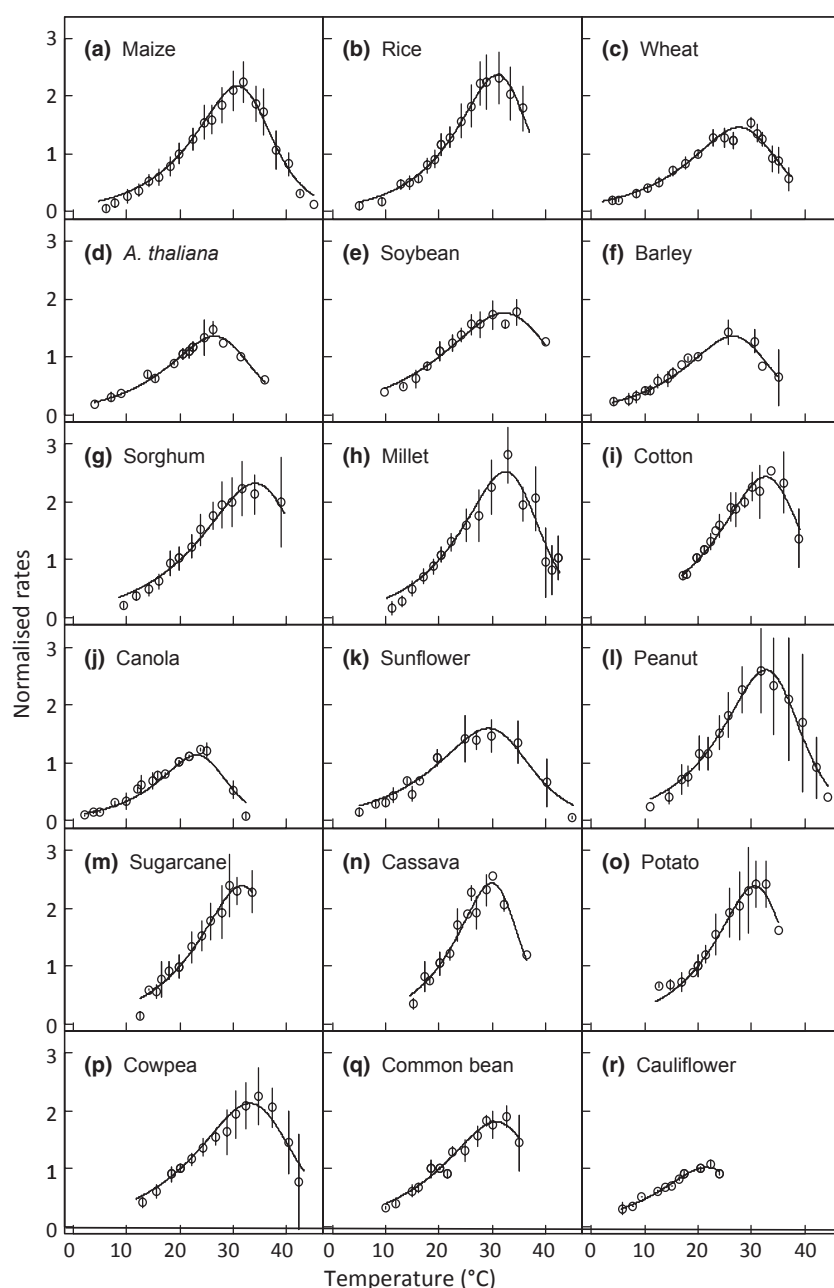 (a) Maize
(b) Rice
(c) Wheat
3
2
1
0
(d) A. thaliana
(e) Soybean
(f) Barley
3
2
1
0
(g) Sorghum
(h) Millet
(i) Cotton
3
2
1
0
(j) Canola
(k) Sunflower
(l) Peanut
3
2
1
0
(m) Sugarcane
(n) Cassava
(o) Potato
3
2
1
0
(p) Cowpea
(q) Common bean
(r) Cauliflower
3
2
1
0
Normalised rates
0 10 20 30 40 0 10 20 30 40 0 10 20 30 40
Temperature (°C)